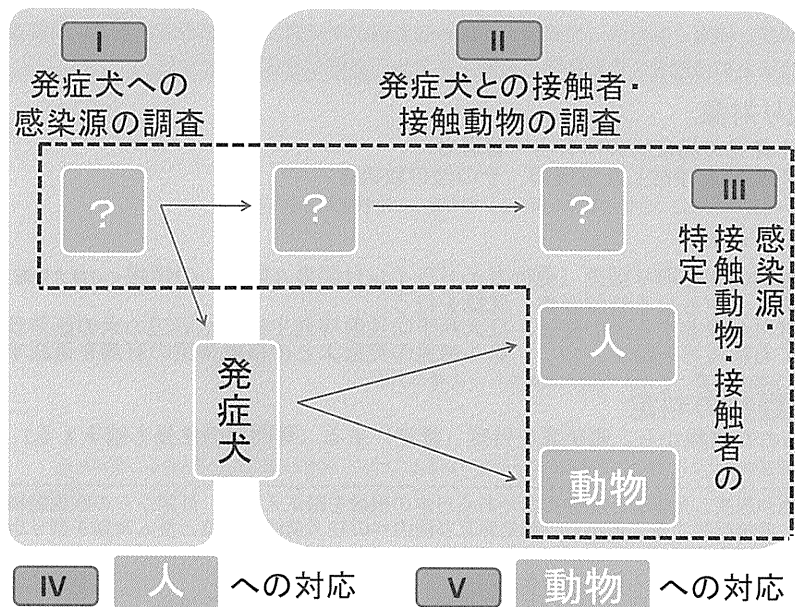 I
発症犬への
感染源の調査
II
発症犬との接触者・
接触動物の調査
?
?
?
III
感染源・
接触動物・接触者の
特定
人
発症犬
動物
IV 人 への対応
V 動物 への対応